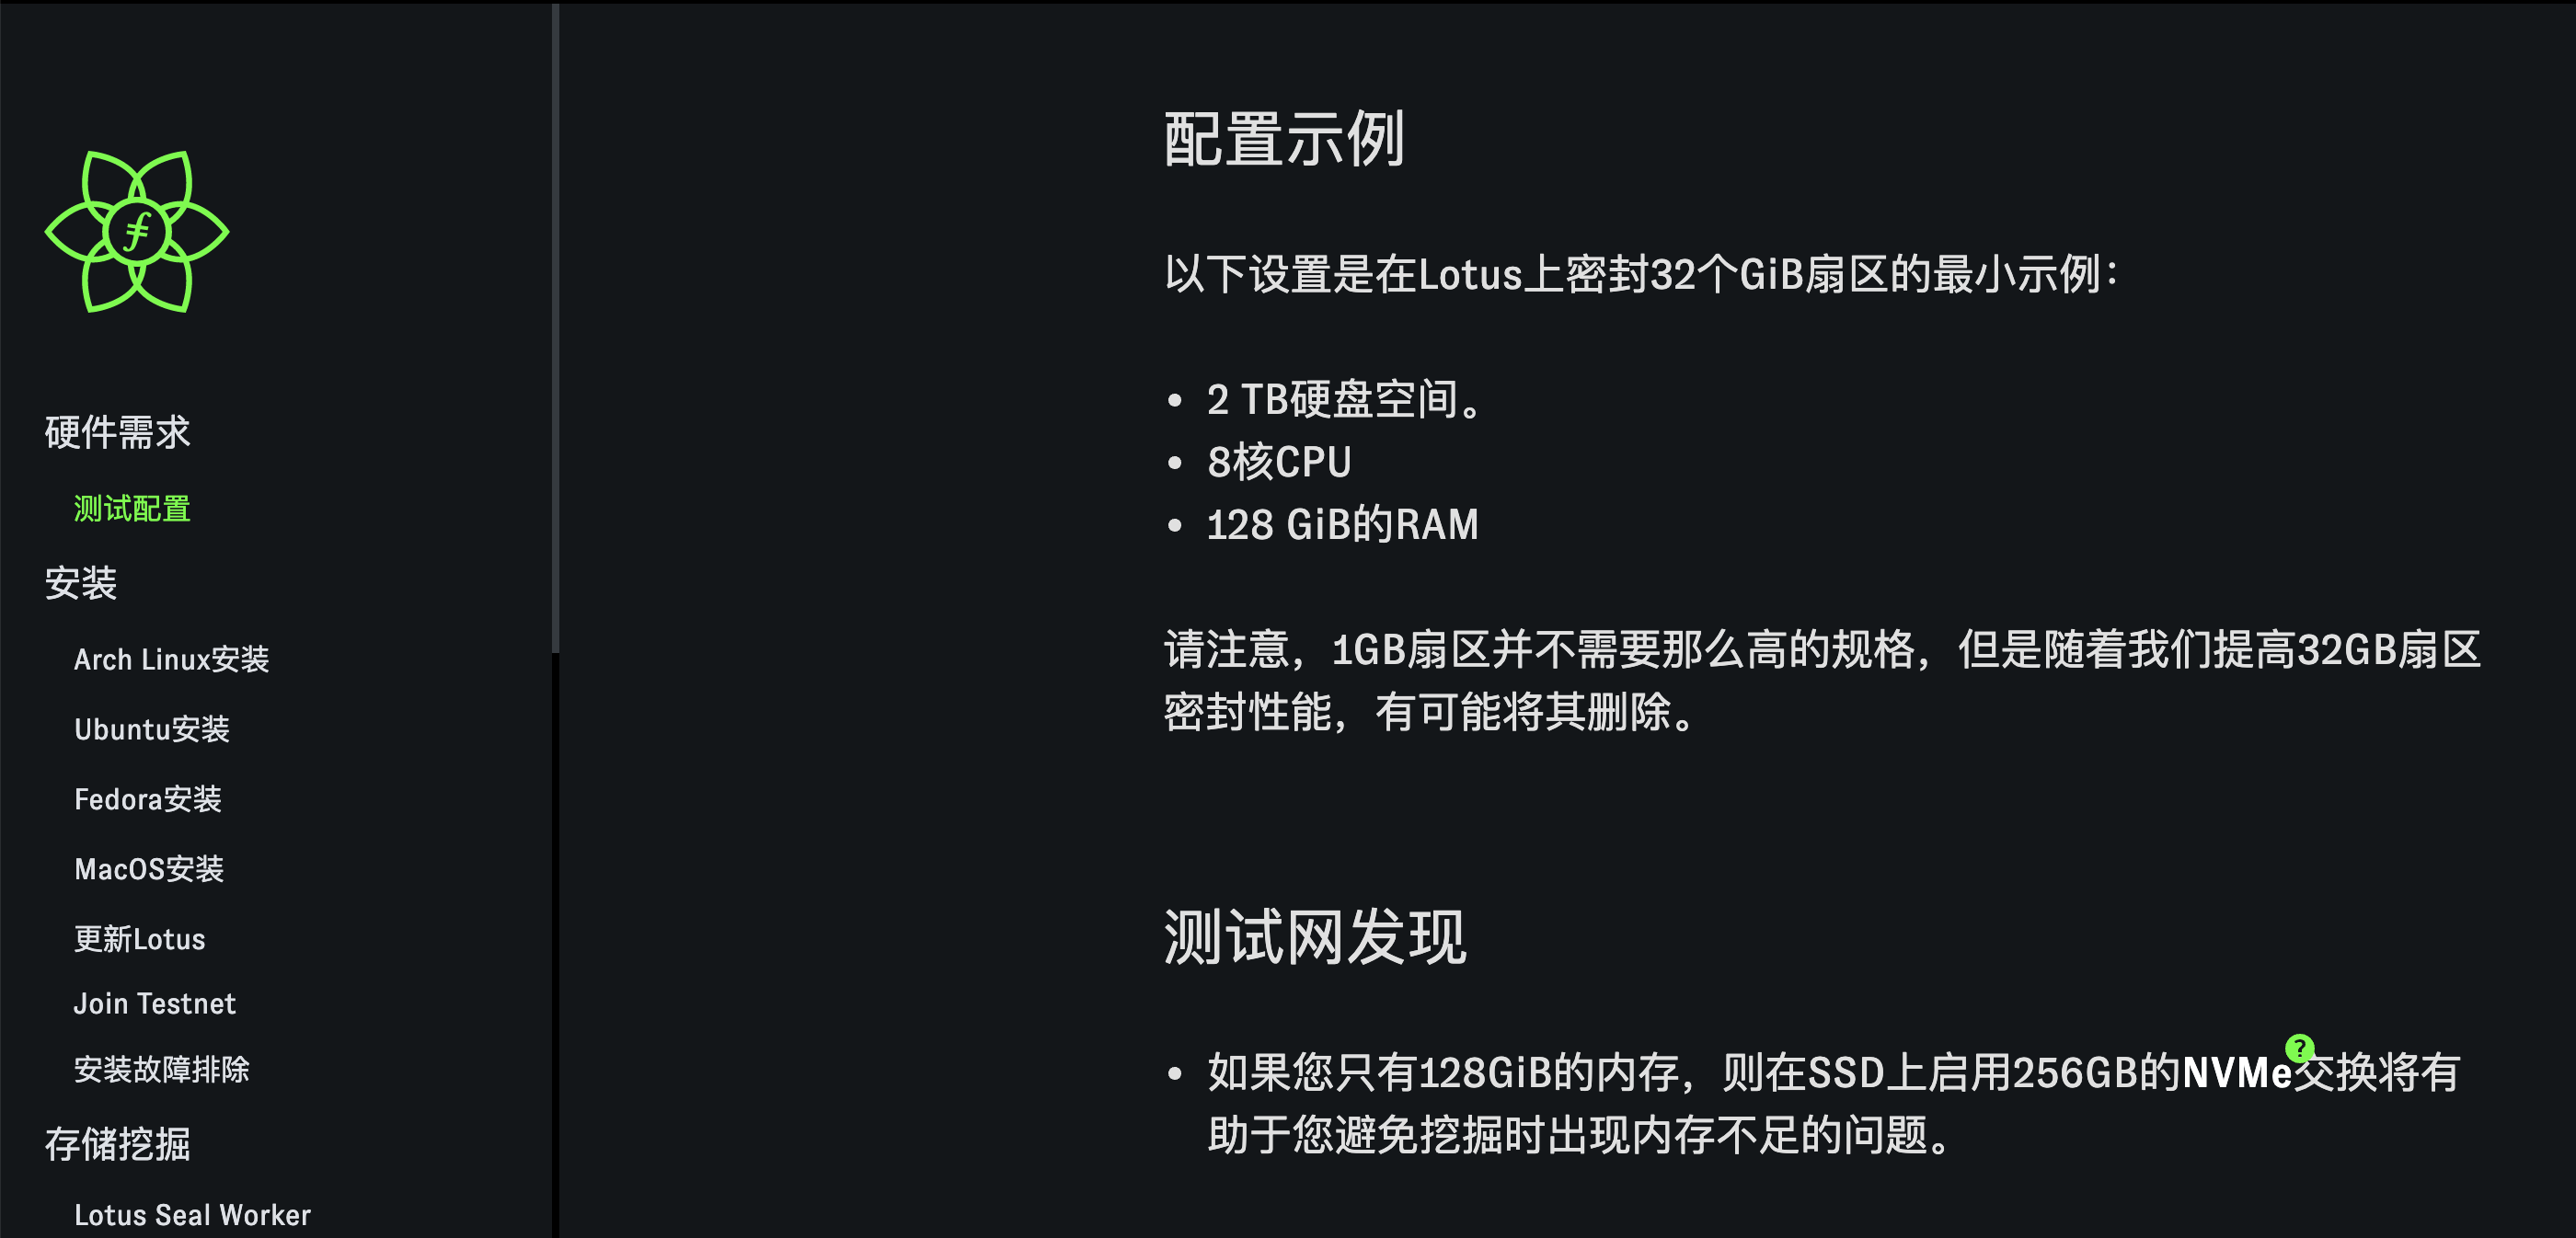 硬件需求
测试配置
安装
Arch Linux安装
Ubuntu安装
Fedora安装
MacOS安装
更新Lotus
Join Testnet
安装故障排除
存储挖掘
Lotus Seal Worker
配置示例
以下设置是在Lotus上密封32个GiB扇区的最小示例：
• 2 TB硬盘空间。
• 8核CPU
• 128 GiB的RAM
请注意，1GB扇区并不需要那么高的规格，但是随着我们提高32GB扇区
密封性能，有可能将其删除。
测试网发现
• 如果您只有128GiB的内存，则在SSD上启用256GB的NVMe?交换将有
助于您避免挖掘时出现内存不足的问题。